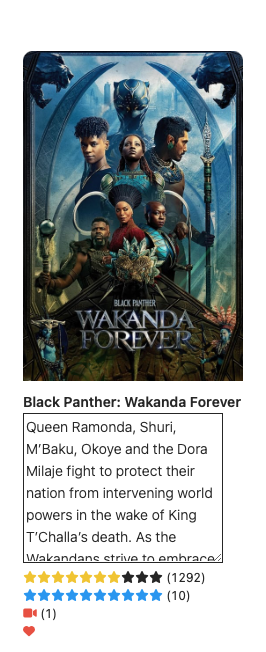 BLACK PANTHER
WAKANDA
FOREVER
Black Panther: Wakanda Forever
Queen Ramonda, Shuri,
M’Baku, Okoye and the Dora
Milaje fight to protect their
nation from intervening world
powers in the wake of King
T’Challa’s death. As the
Wakandans strive to embrace
(1292)
(10)
(1)